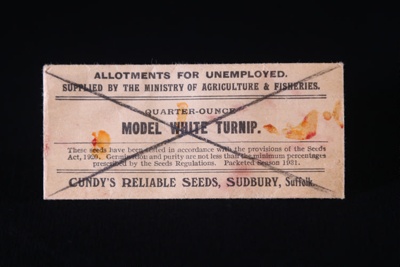 ALLOTMENTS FOR UNEMPLOYED.
SUPPLIED BY THE MINISTRY OF AGRICULTURE & FISHERIES.
QUARTER-OUNCE
MODEL WHITE TURNIP.
These seeds have been tested in accordance with the provisions of the Seeds
Act, 1920. Germination and purity are not less than the minimum percentages
prescribed by the Seeds Regulations. Packeted Season 1921.
CUNDY'S RELIABLE SEEDS, SUDBURY, Suffolk.